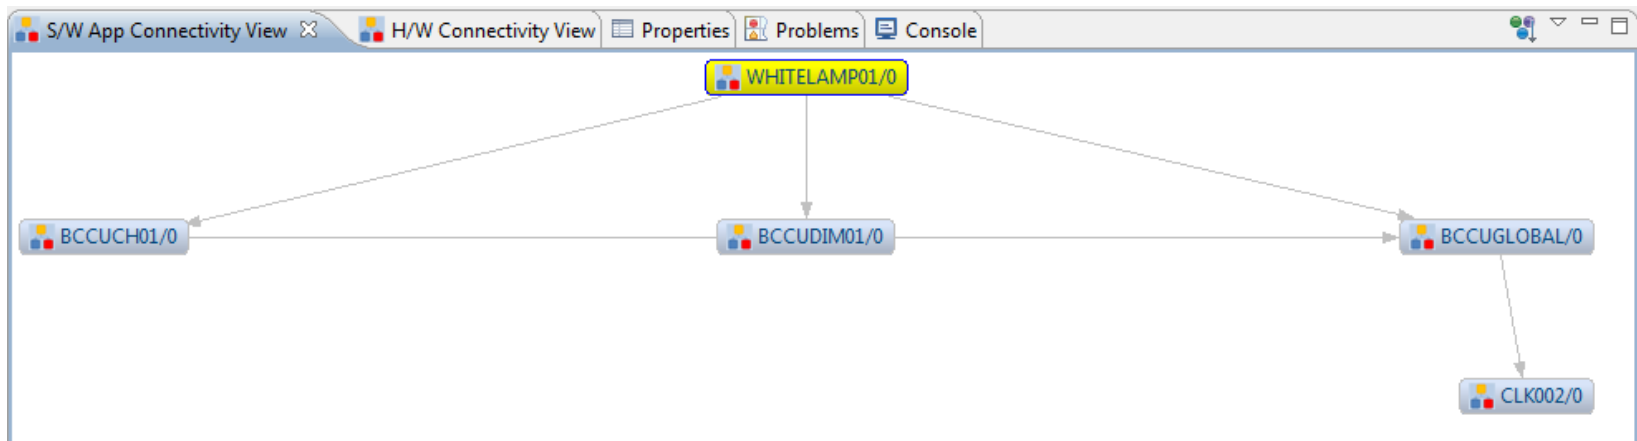 S/W App Connectivity View H/W Connectivity View Properties Problems Console
WHITELAMP01/0
BCCUCH01/0 BCCUDIM01/0 BCCUGLOBAL/0
CLK002/0